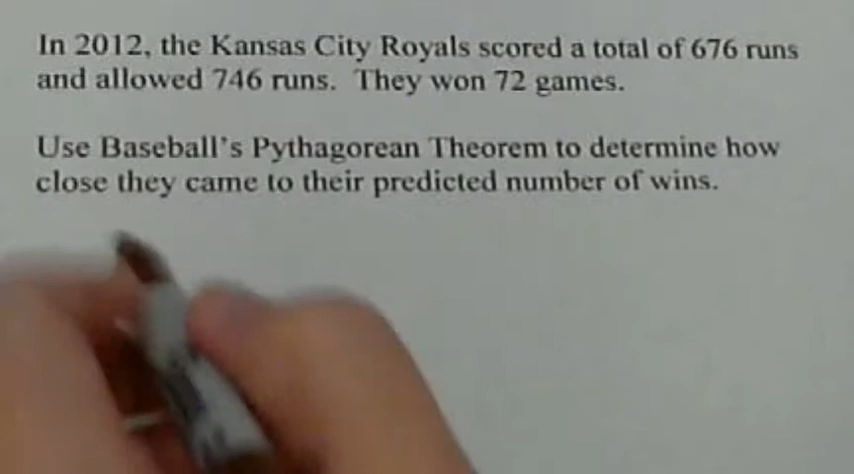 In 2012, the Kansas City Royals scored a total of 676 runs
and allowed 746 runs. They won 72 games.
Use Baseball's Pythagorean Theorem to determine how
close they came to their predicted number of wins.